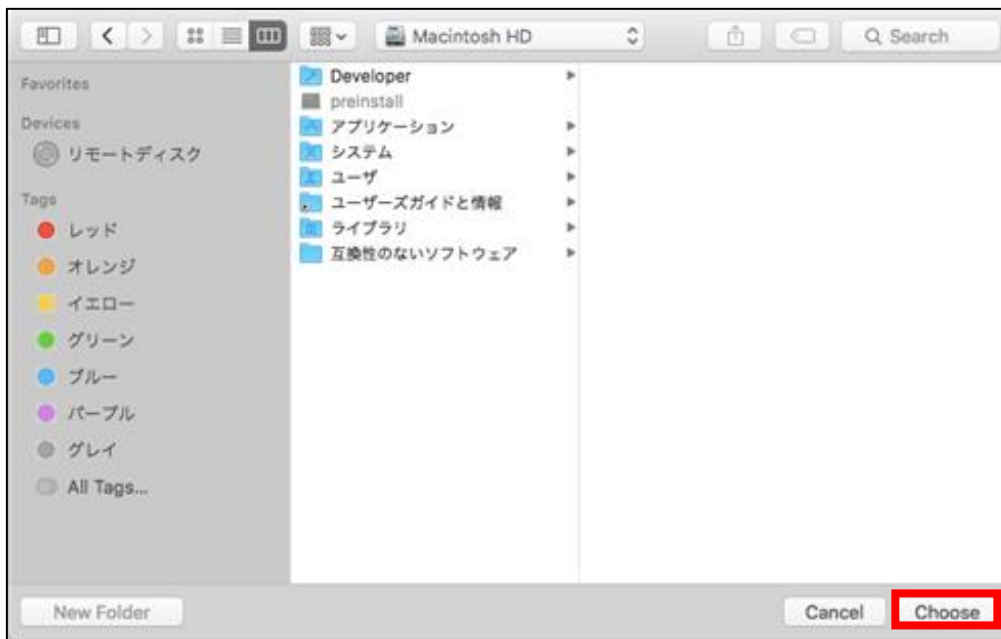 Macintosh HD
Search
Favorites
Devices
リモートディスク
Tags
レッド
オレンジ
イエロー
グリーン
ブルー
パープル
グレイ
All Tags...
Developer
preinstall
アプリケーション
システム
ユーザ
ユーザーズガイドと情報
ライブラリ
互換性のないソフトウェア
New Folder
Cancel
Choose